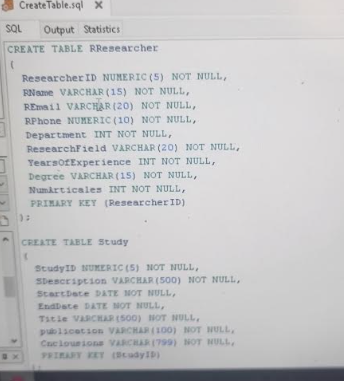 CreateTable.sql
SQL Output Statistics
CREATE TABLE RResearcher
(
ResearcherID NUMERIC(5) NOT NULL,
RName VARCHAR(15) NOT NULL,
REmail VARCHAR(20) NOT NULL,
RPhone NUMERIC(10) NOT NULL,
Department INT NOT NULL,
ResearchField VARCHAR(20) NOT NULL,
YearsOfExperience INT NOT NULL,
Degree VARCHAR(15) NOT NULL,
NumArticales INT NOT NULL,
PRIMARY KEY (ResearcherID)
);
CREATE TABLE Study
(
StudyID NUMERIC(5) NOT NULL,
SDescription VARCHAR(500) NOT NULL,
StartDate DATE NOT NULL,
EndDate DATE NOT NULL,
Title VARCHAR(500) NOT NULL,
publication VARCHAR(100) NOT NULL,
VARCHAR(799) NOT NULL,
PRIMARY KEY (StudyID)